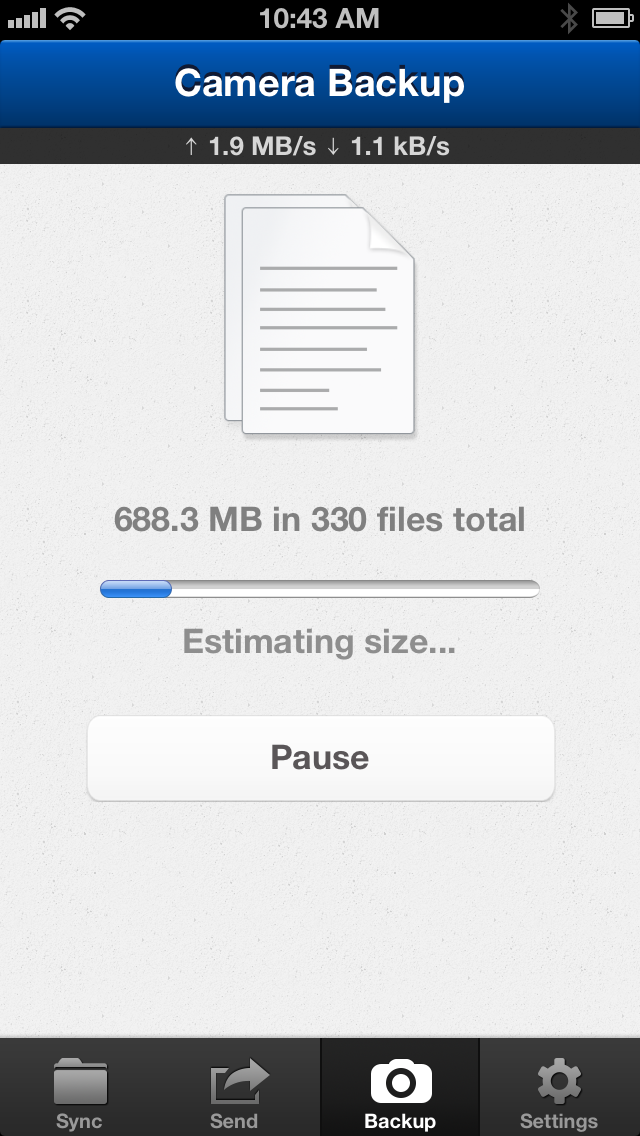 10:43 AM
Camera Backup
↑ 1.9 MB/s ↓ 1.1 kB/s
688.3 MB in 330 files total
Estimating size...
Pause
Sync Send Backup Settings